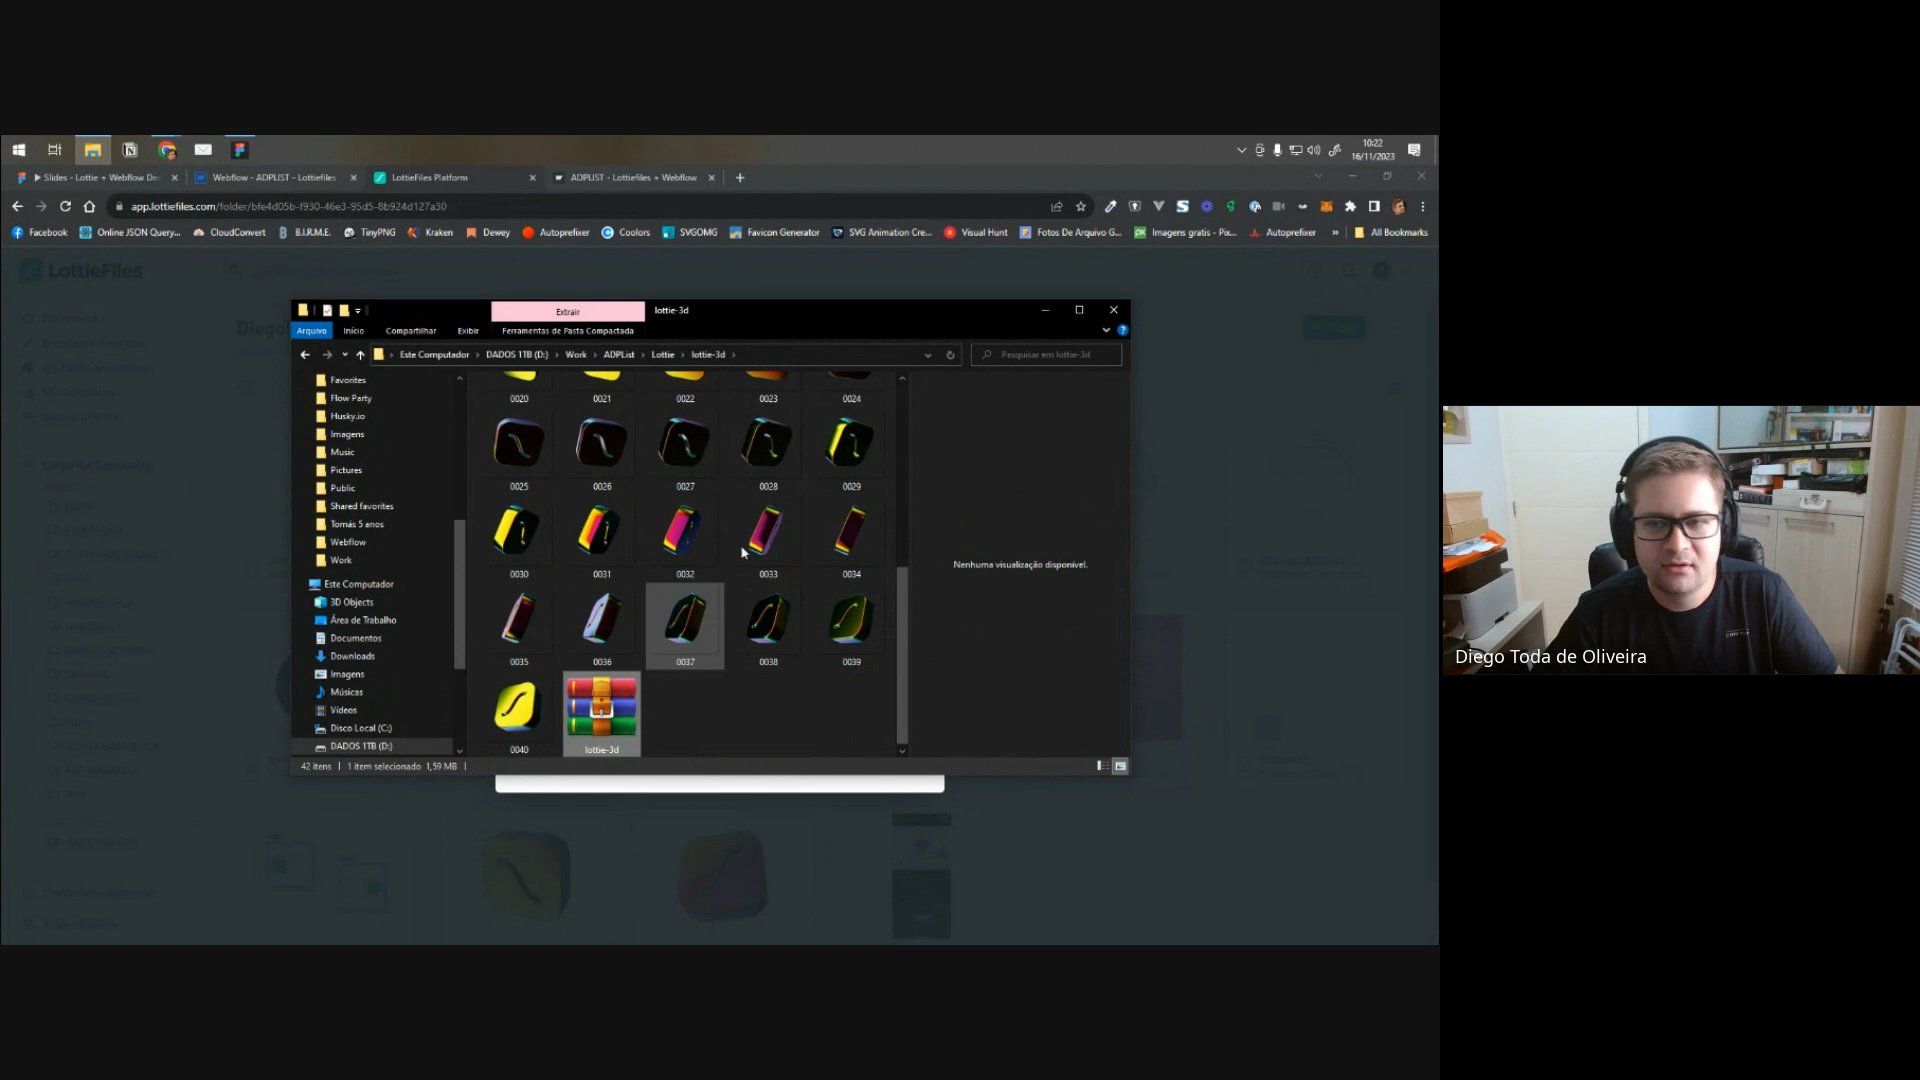 10:22
16/11/2023
Slides - Lottie + Webflow De
Webflow - ADPLIST - Lottiefiles
LottieFiles Platform
ADPLIST - Lottiefiles + Webflow
app.lottiefiles.com/folder/bfe4d05b-f930-46e3-95d5-8b924d127a30
Facebook
Online JSON Query...
CloudConvert
B.I.R.M.E.
TinyPNG
Kraken
Dewey
Autoprefixer
Coolors
SVGOMG
Favicon Generator
SVG Animation Cre...
Visual Hunt
Fotos De Arquivo G...
Imagens gratis - Pix...
Autoprefixer
»
All Bookmarks
LottieFiles
Diego
Extrair
lottie-3d
Arquivo
Início
Compartilhar
Exibir
Ferramentas de Pasta Compactada
Este Computador › DADOS 1TB (D:) › Work › ADPList › Lottie › lottie-3d ›
Pesquisar em lottie-3d
Favorites
Flow Party
Husky.io
Imagens
Music
Pictures
Public
Shared favorites
Tomás 5 anos
Webflow
Work
Este Computador
3D Objects
Área de Trabalho
Documentos
Downloads
Imagens
Músicas
Vídeos
Disco Local (C:)
DADOS 1TB (D:)
0020
0021
0022
0023
0024
0025
0026
0027
0028
0029
0030
0031
0032
0033
0034
0035
0036
0037
0038
0039
0040
lottie-3d
Nenhuma visualização disponível.
42 itens
1 item selecionado 1,59 MB
Diego Toda de Oliveira